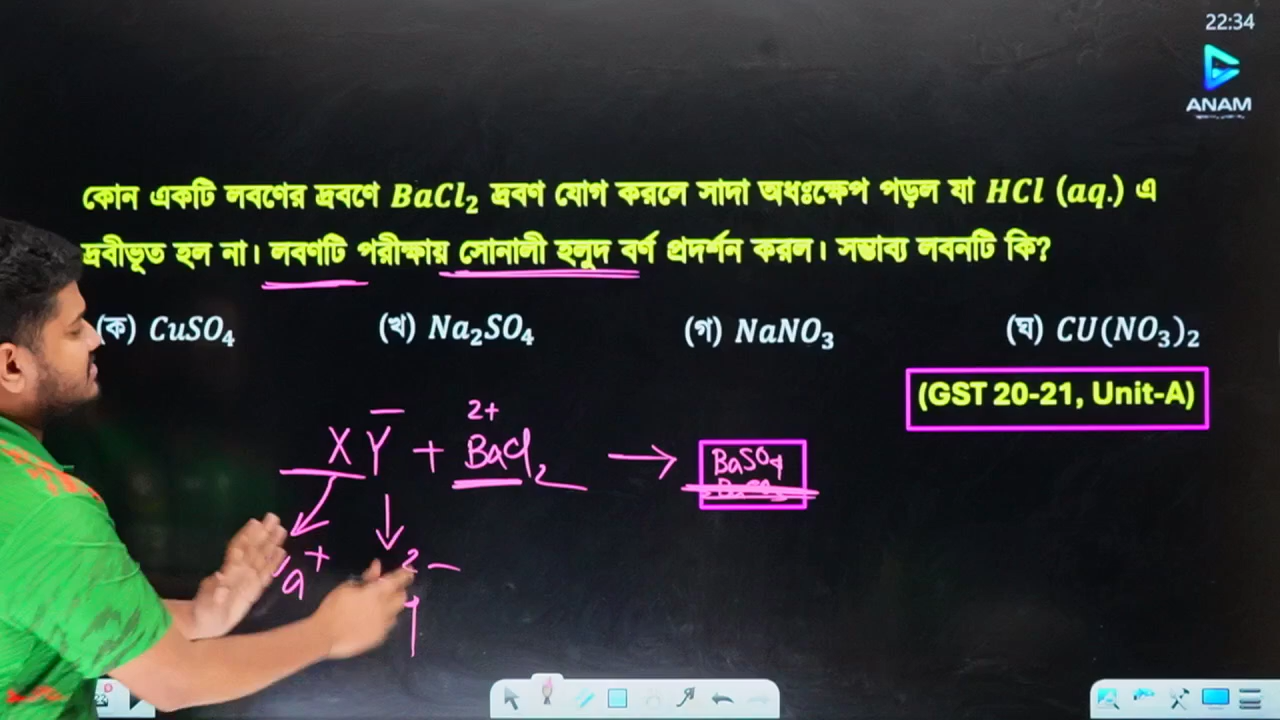 22:34
ANAM
কোন একটি লবণের দ্রবণে BaCl₂ দ্রবণ যোগ করলে সাদা অধঃক্ষেপ পড়ল যা HCl (aq.) এ
দ্রবীভূত হল না। লবণটি পরীক্ষায় সোনালী হলুদ বর্ণ প্রদর্শন করল। সম্ভাব্য লবনটি কি?
(ক) CuSO₄ (খ) Na₂SO₄ (গ) NaNO₃ (ঘ) CU(NO₃)₂
(GST 20-21, Unit-A)
2+
X Y + BaCl₂ → BaSO₄